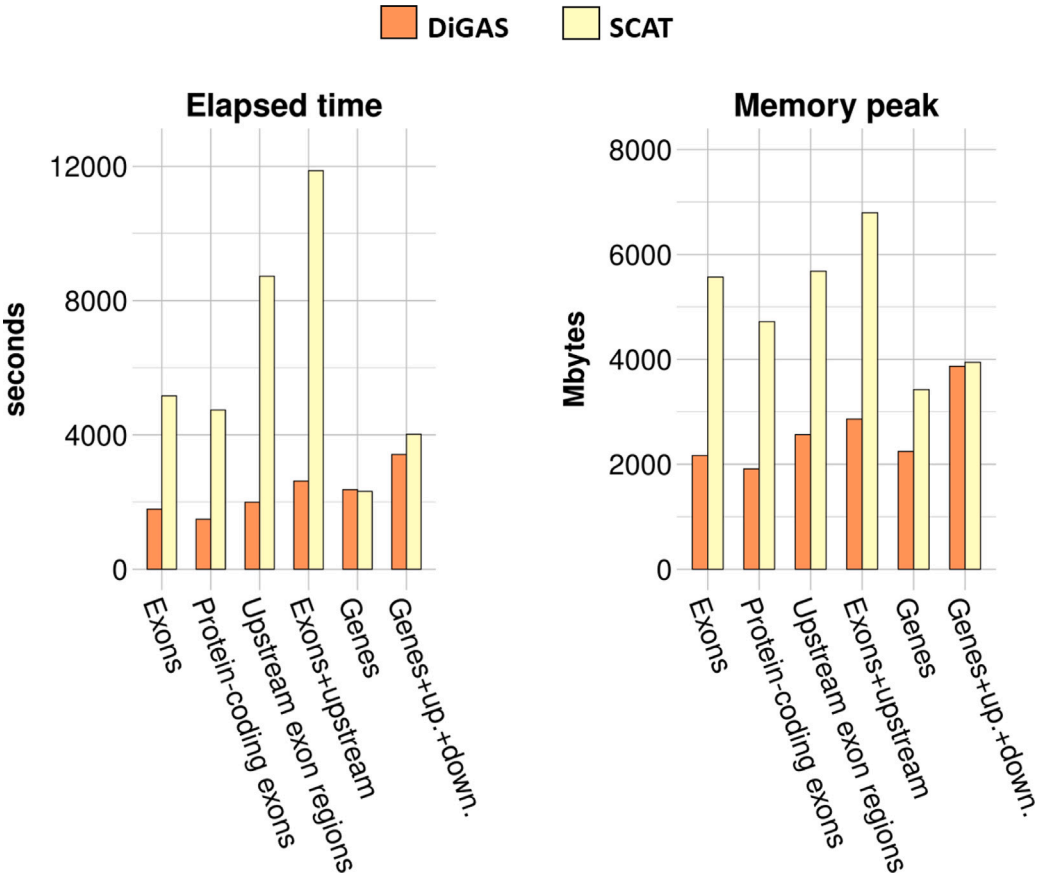 DiGAS SCAT
Elapsed time
seconds
12000
8000
4000
0
Exons
Protein-coding exons
Upstream exon regions
Exons+upstream
Genes
Genes+up.+down.
Memory peak
Mbytes
8000
6000
4000
2000
0
Exons
Protein-coding exons
Upstream exon regions
Exons+upstream
Genes
Genes+up.+down.